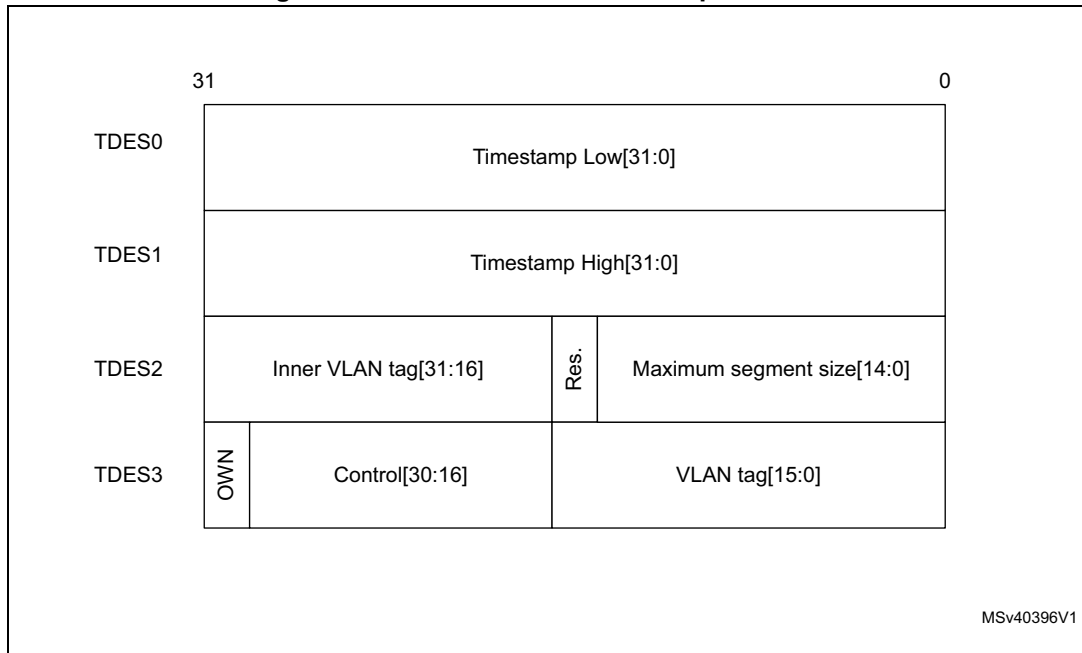 31 0
TDES0 Timestamp Low[31:0]
TDES1 Timestamp High[31:0]
TDES2 Inner VLAN tag[31:16] Res. Maximum segment size[14:0]
TDES3 OWN Control[30:16] VLAN tag[15:0]
MSv40396V1